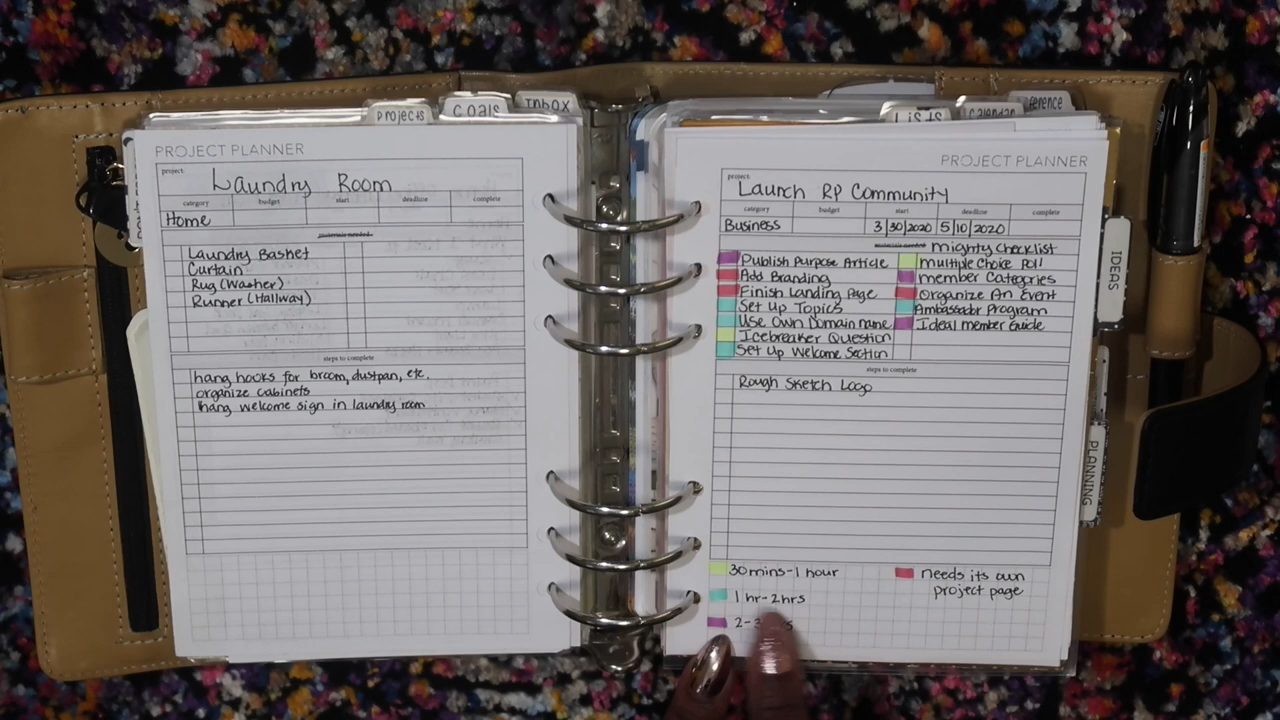 Projects
Goals
Inbox
Lists
Calendar
PROJECT PLANNER
project:
Laundry Room
category budget start deadline complete
Home
materials needed
Laundry Basket
Curtain
Rug (Washer)
Runner (Hallway)
steps to complete
hang hooks for broom, dustpan, etc.
organize cabinets
hang welcome sign in laundry room
PROJECT PLANNER
project:
Launch RP Community
category budget start deadline complete
Business 3/30/2020 5/10/2020
materials needed mighty checklist
Publish Purpose Article
Add Branding
Finish Landing Page
Set Up Topics
Use Own Domain name
Icebreaker Question
Set Up Welcome Section
multiple Choice Poll
member Categories
Organize An Event
Ambassador Program
Ideal member Guide
steps to complete
Rough Sketch Logo
30 mins-1 hour
1 hr-2hrs
2-
needs its own
project page
IDEAS
PLANNING